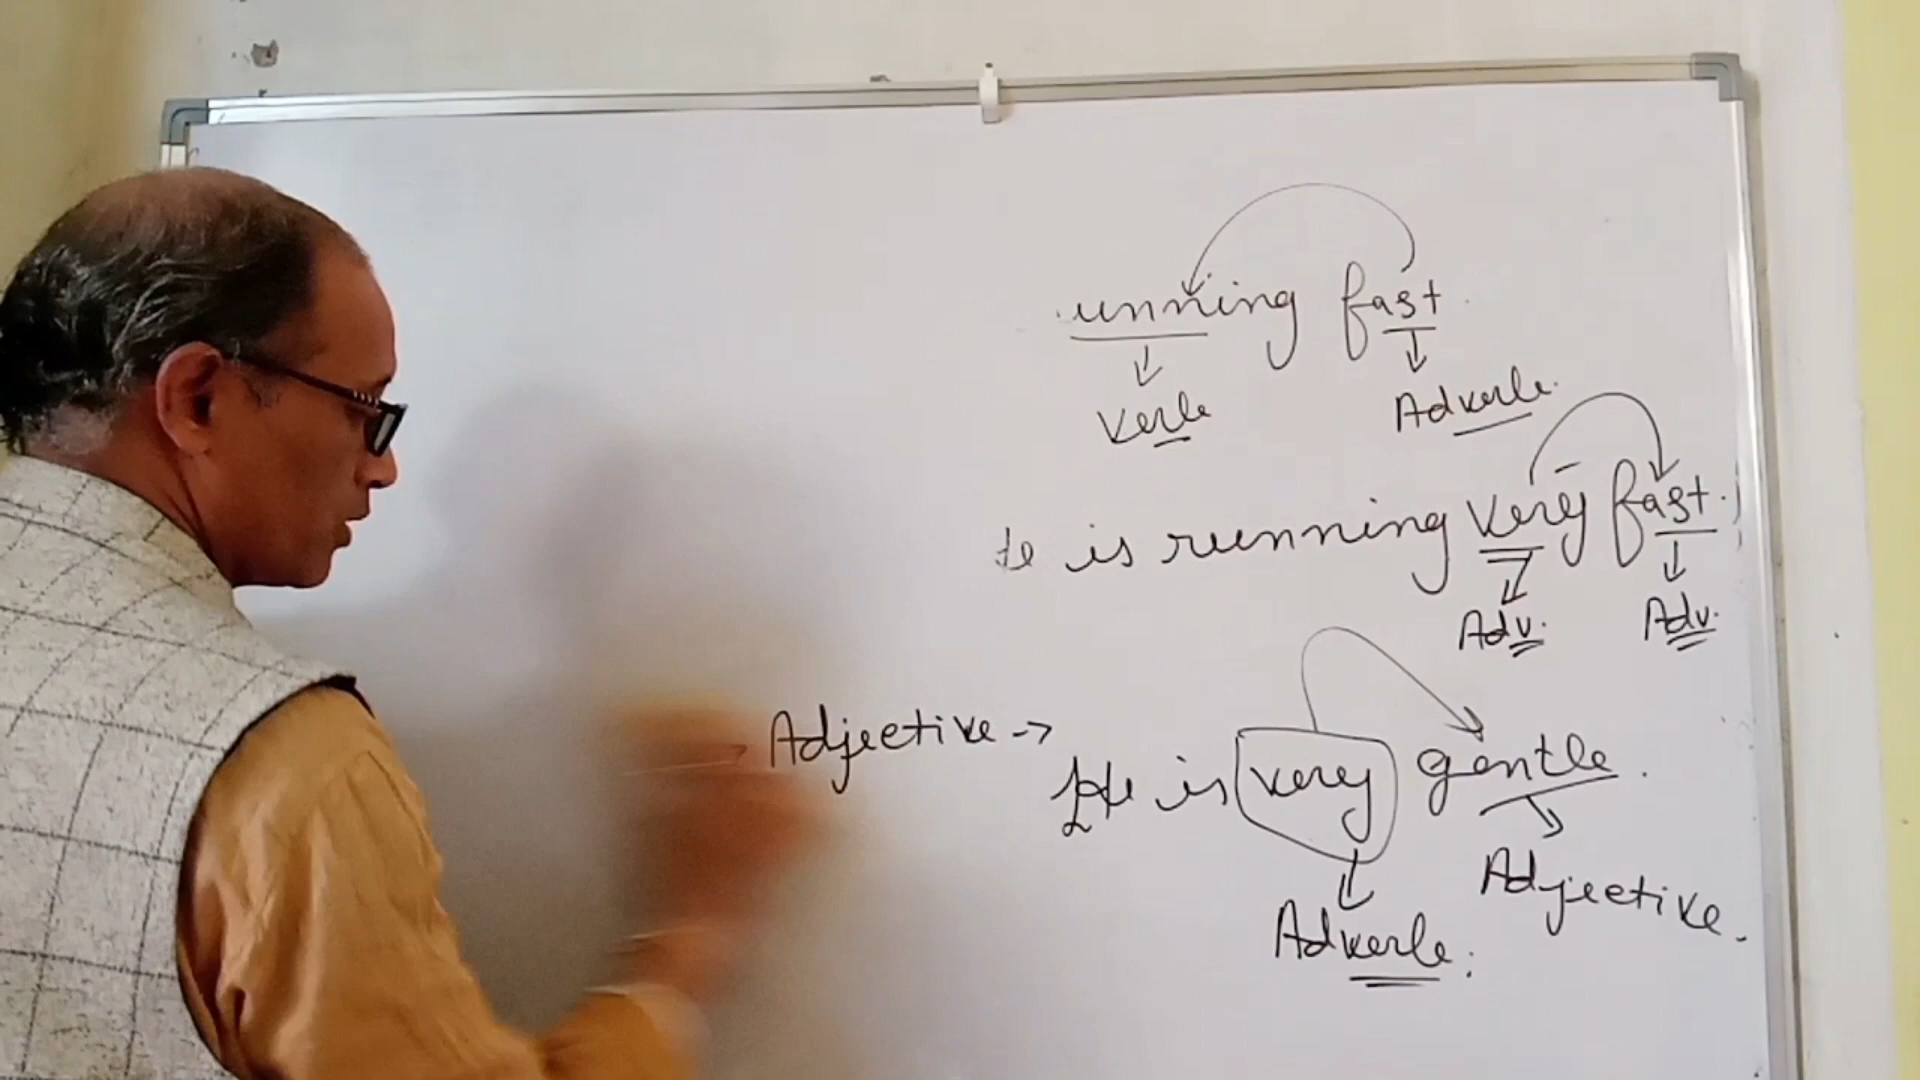 unning fast.
Verb Adverb.
He is running very fast.
Adv. Adv.
Adjective →
He is very gentle.
Adjective.
Adverb.